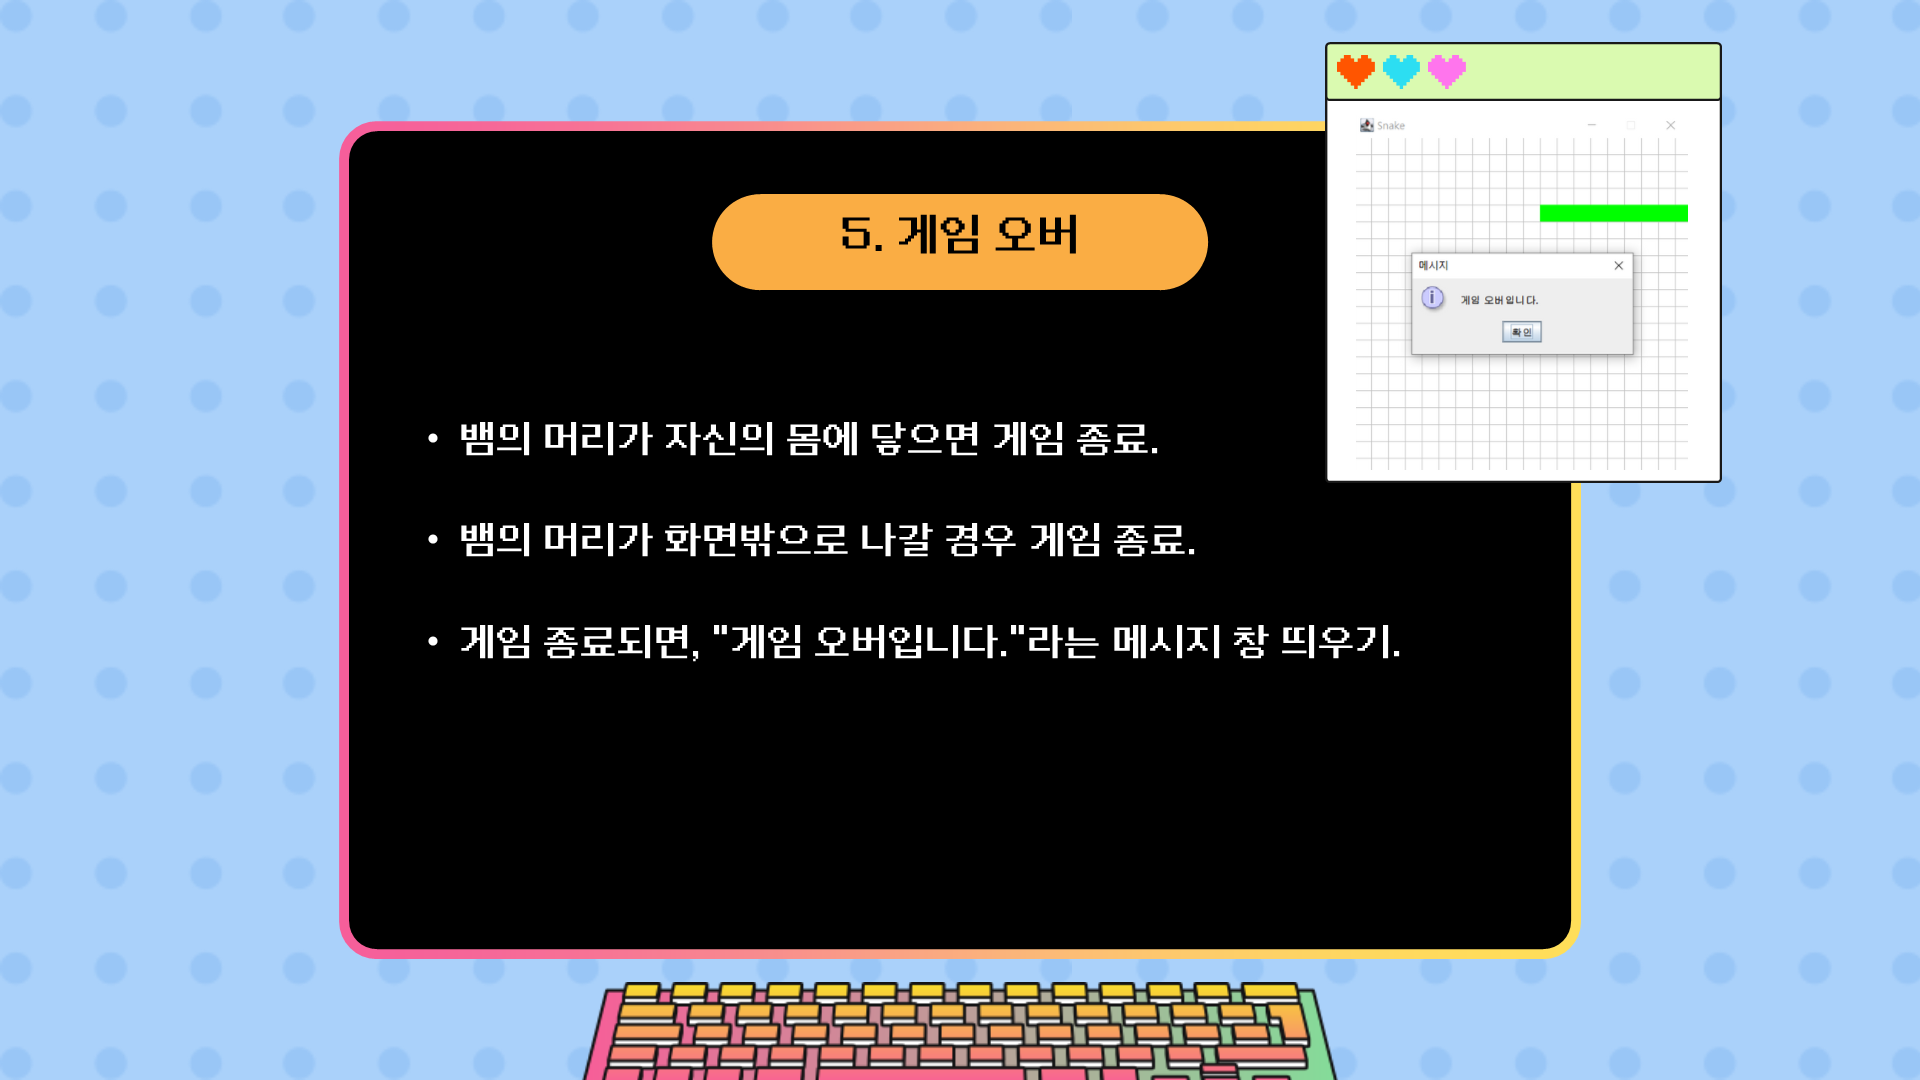 Snake
5. 게임 오버
메시지
게임 오버입니다.
확인
• 뱀의 머리가 자신의 몸에 닿으면 게임 종료.
• 뱀의 머리가 화면밖으로 나갈 경우 게임 종료.
• 게임 종료되면, "게임 오버입니다."라는 메시지 창 띄우기.